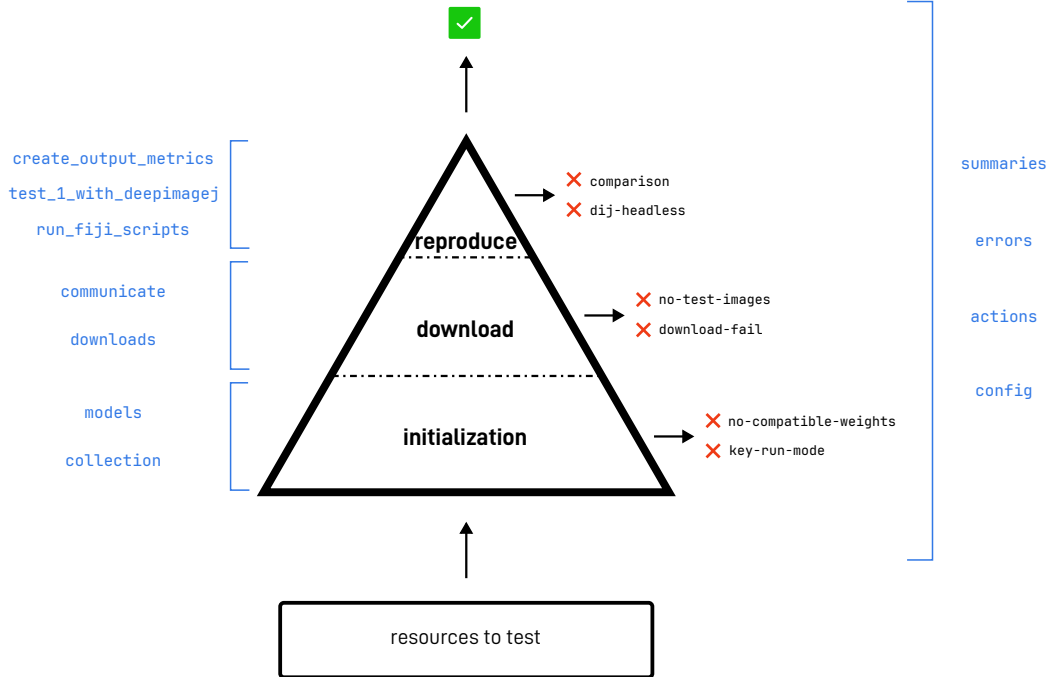 create_output_metrics
test_1_with_deepimagej
run_fiji_scripts
communicate
downloads
models
collection
reproduce
download
initialization
comparison
dij-headless
no-test-images
download-fail
no-compatible-weights
key-run-mode
summaries
errors
actions
config
resources to test